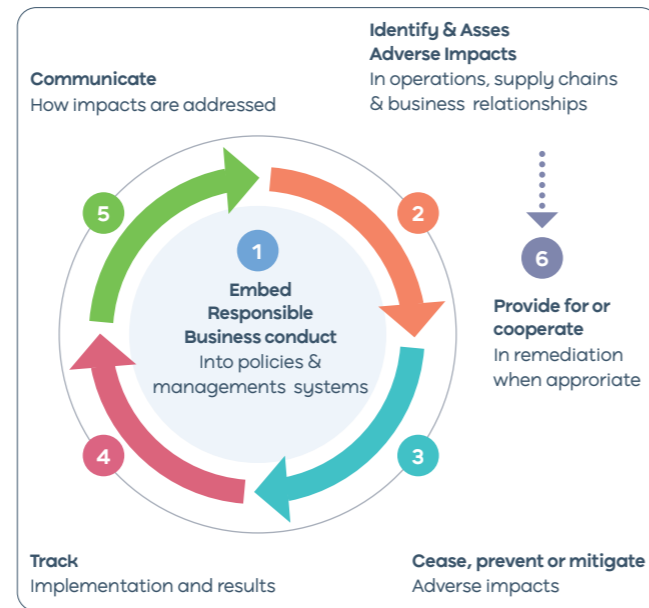 Communicate
How impacts are addressed
Identify & Asses
Adverse Impacts
In operations, supply chains
& business relationships
5
2
1
Embed
Responsible
Business conduct
Into policies &
managements systems
6
Provide for or
cooperate
In remediation
when approriate
4
3
Track
Implementation and results
Cease, prevent or mitigate
Adverse impacts